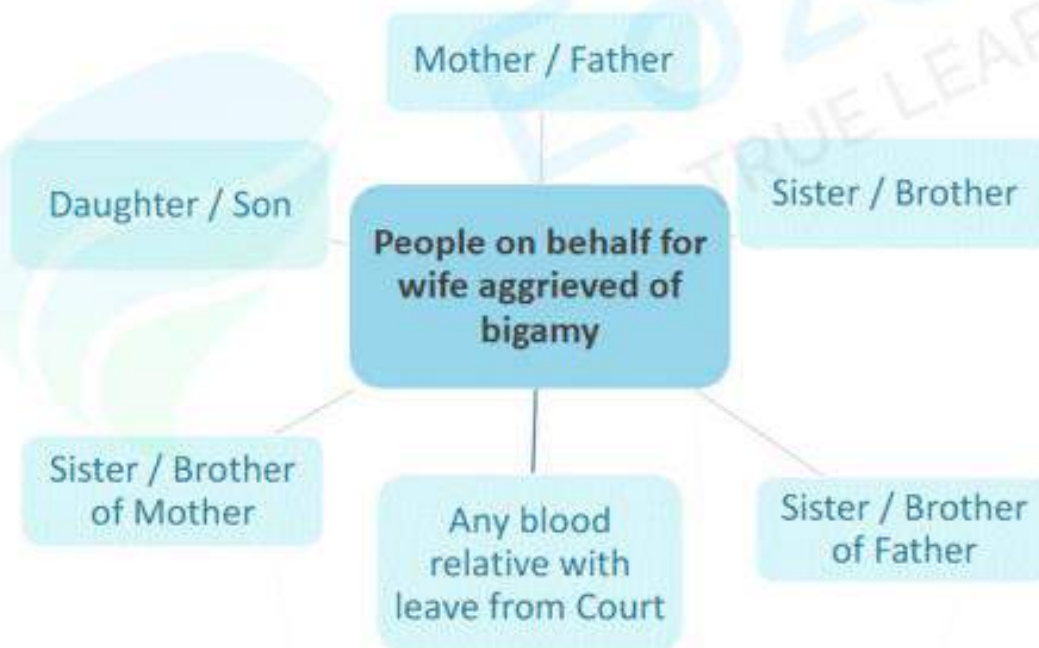 Mother / Father
Daughter / Son
Sister / Brother
People on behalf for
wife aggrieved of
bigamy
Sister / Brother
of Mother
Any blood
relative with
leave from Court
Sister / Brother
of Father
TRUE